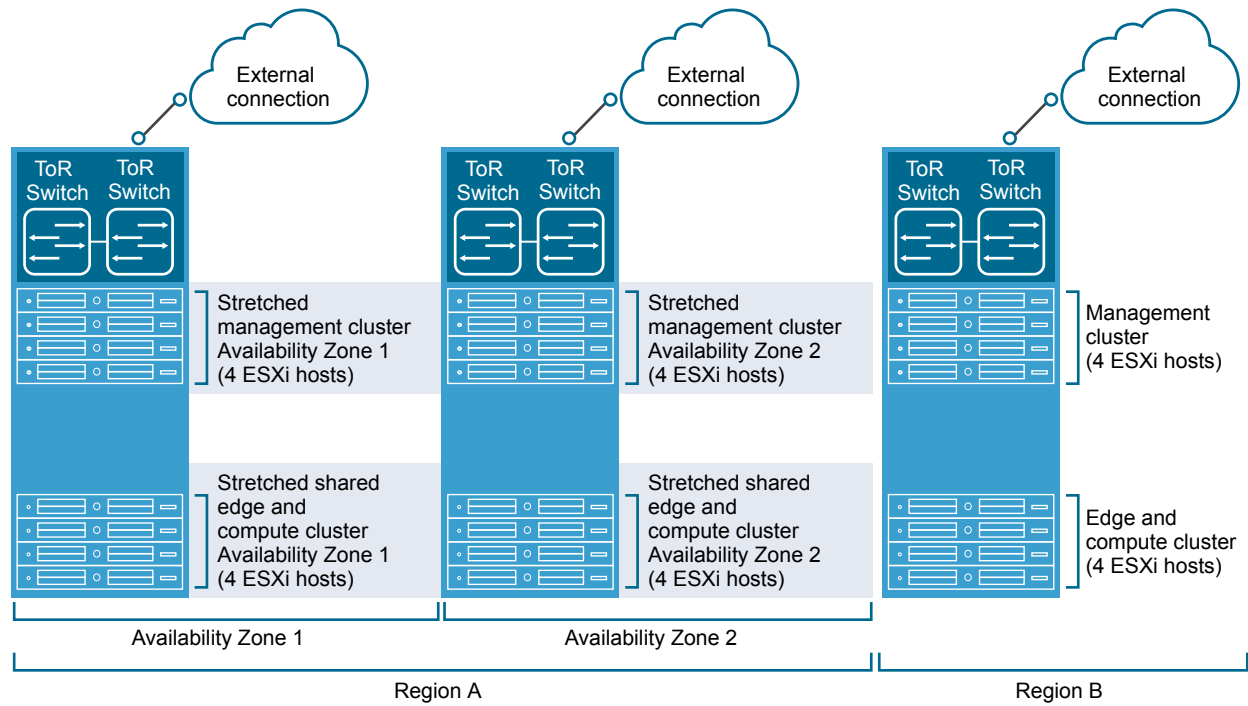 External
connection
External
connection
External
connection
ToR
Switch
ToR
Switch
ToR
Switch
ToR
Switch
ToR
Switch
ToR
Switch
Stretched
management cluster
Availability Zone 1
(4 ESXi hosts)
Stretched
management cluster
Availability Zone 2
(4 ESXi hosts)
Management
cluster
(4 ESXi hosts)
Stretched shared
edge and
compute cluster
Availability Zone 1
(4 ESXi hosts)
Stretched shared
edge and
compute cluster
Availability Zone 2
(4 ESXi hosts)
Edge and
compute cluster
(4 ESXi hosts)
Availability Zone 1
Availability Zone 2
Region A
Region B